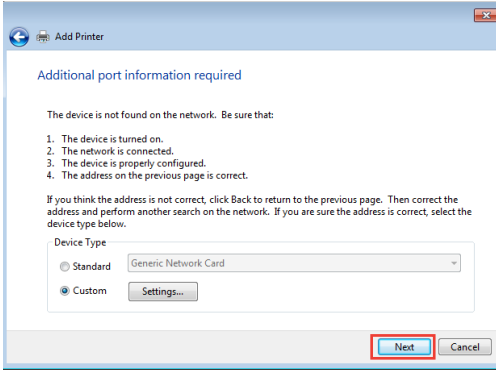 Add Printer
Additional port information required
The device is not found on the network. Be sure that:
1. The device is turned on.
2. The network is connected.
3. The device is properly configured.
4. The address on the previous page is correct.
If you think the address is not correct, click Back to return to the previous page. Then correct the
address and perform another search on the network. If you are sure the address is correct, select the
device type below.
Device Type
Standard Generic Network Card
Custom Settings...
Next Cancel